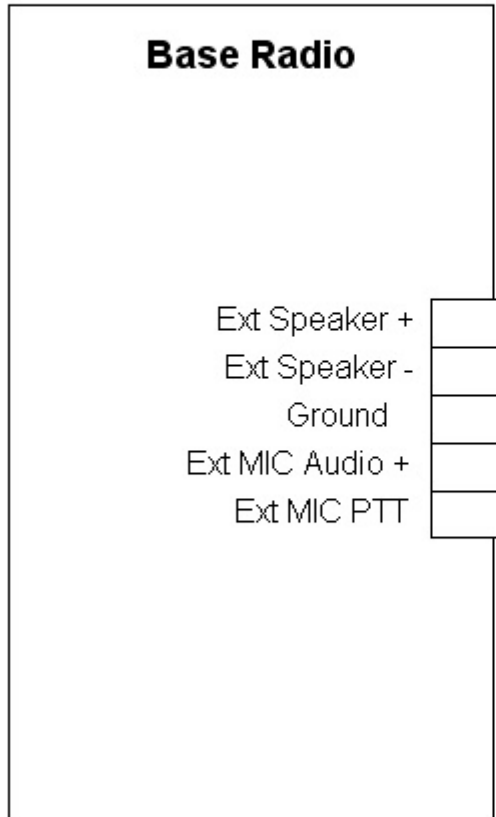 Base Radio
Ext Speaker +
Ext Speaker -
Ground
Ext MIC Audio +
Ext MIC PTT